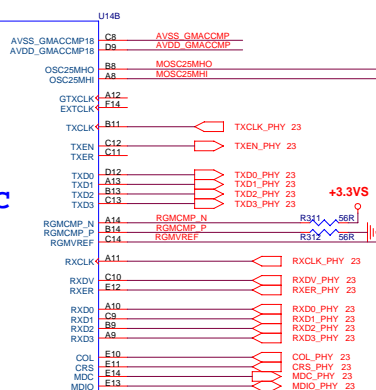 U14B
AVSS_GMACCMP18 C8 AVSS_GMACCMP
AVDD_GMACCMP18 D9 AVDD_GMACCMP
OSC25MHO B8 MOSC25MHO
OSC25MHI A8 MOSC25MHI
GTXCLK A12
EXTCLK F14
TXCLK B11 TXCLK_PHY 23
TXEN C12 TXEN_PHY 23
TXER C11
TXD0 D12 TXD0_PHY 23
TXD1 A13 TXD1_PHY 23
TXD2 B13 TXD2_PHY 23
TXD3 C13 TXD3_PHY 23
+3.3VS
RGMCMP_N A14 RGMCMP_N R311 56R
RGMCMP_P B14 RGMCMP_P
RGMVREF C14 RGMVREF R312 56R
RXCLK A11 RXCLK_PHY 23
RXDV C10 RXDV_PHY 23
RXER E12 RXER_PHY 23
RXD0 A10 RXD0_PHY 23
RXD1 C9 RXD1_PHY 23
RXD2 B9 RXD2_PHY 23
RXD3 A9 RXD3_PHY 23
COL E10 COL_PHY 23
CRS E11 CRS_PHY 23
MDC E14 MDC_PHY 23
MDIO E13 MDIO_PHY 23